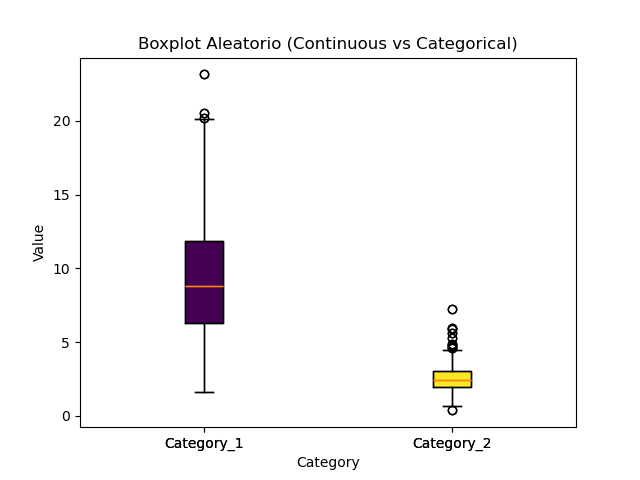 Boxplot Aleatorio (Continuous vs Categorical)
20
15
10
5
0
Value
Category_1
Category_2
Category